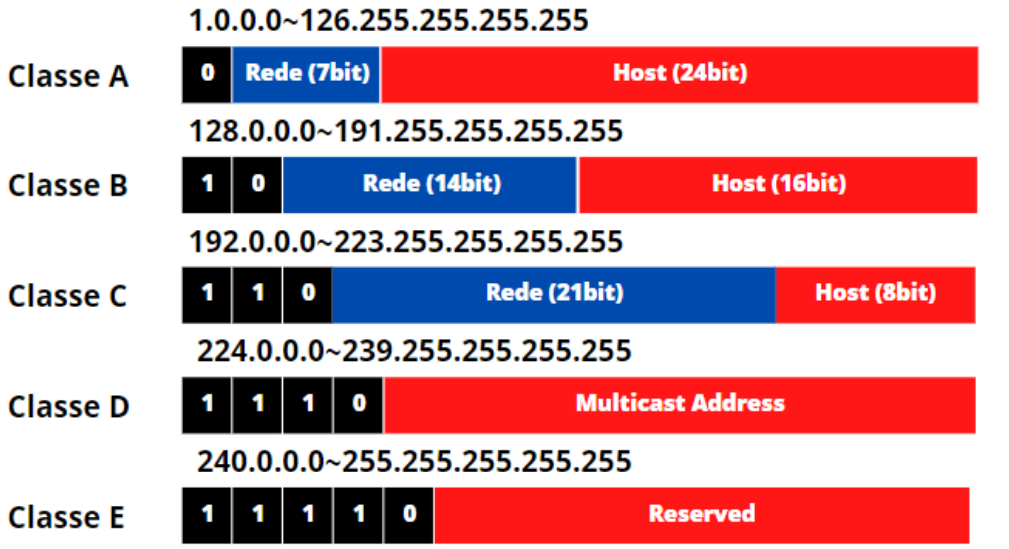 1.0.0.0~126.255.255.255.255
Classe A 0 Rede (7bit) Host (24bit)
128.0.0.0~191.255.255.255.255
Classe B 1 0 Rede (14bit) Host (16bit)
192.0.0.0~223.255.255.255.255
Classe C 1 1 0 Rede (21bit) Host (8bit)
224.0.0.0~239.255.255.255.255
Classe D 1 1 1 0 Multicast Address
240.0.0.0~255.255.255.255.255
Classe E 1 1 1 1 0 Reserved